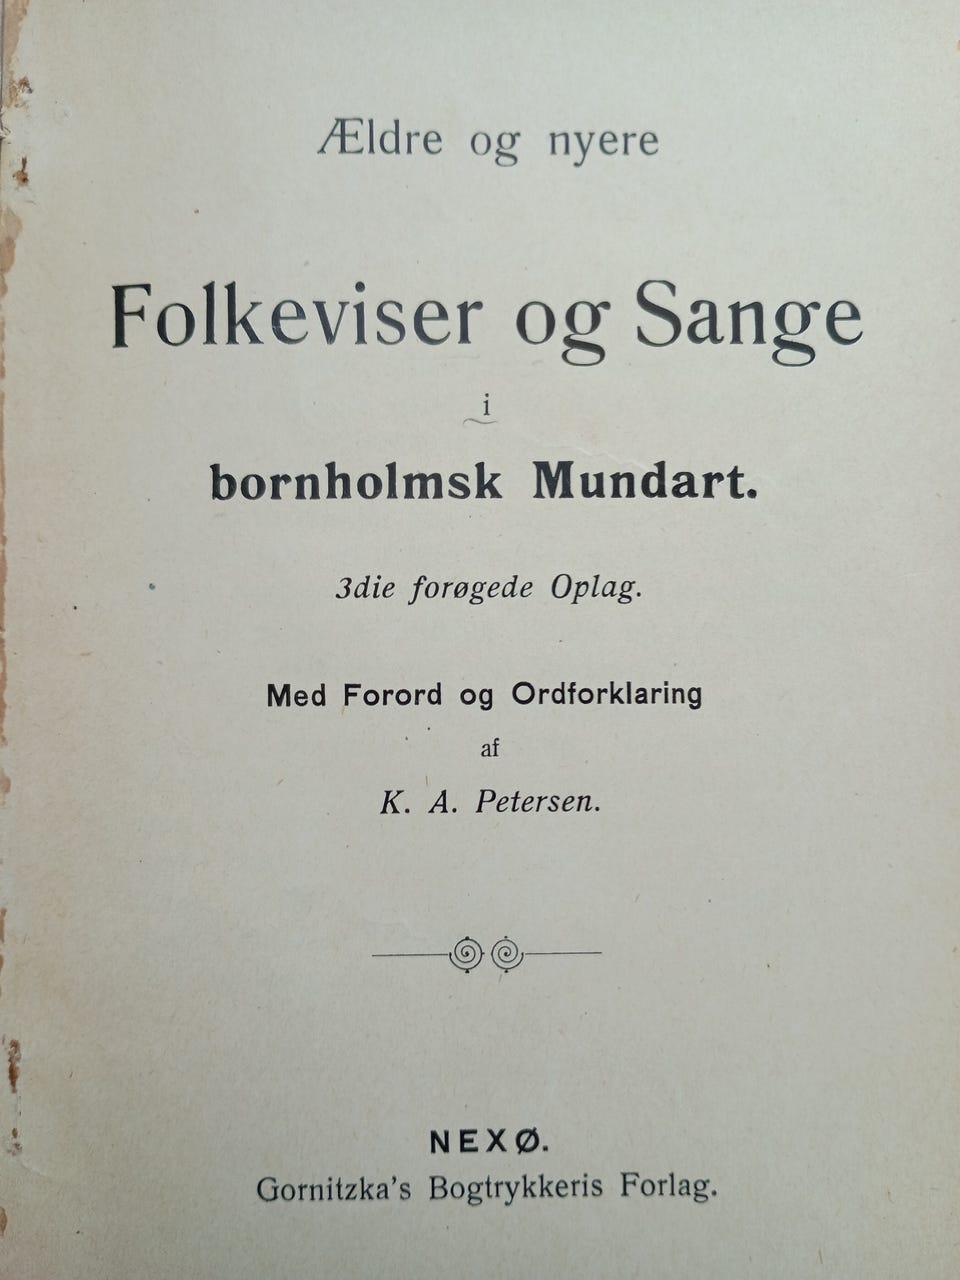 Ældre og nyere
Folkeviser og Sange
i
bornholmsk Mundart.
3die forøgede Oplag.
Med Forord og Ordforklaring
af
K. A. Petersen.
NEXØ.
Gornitzka's Bogtrykkeris Forlag.